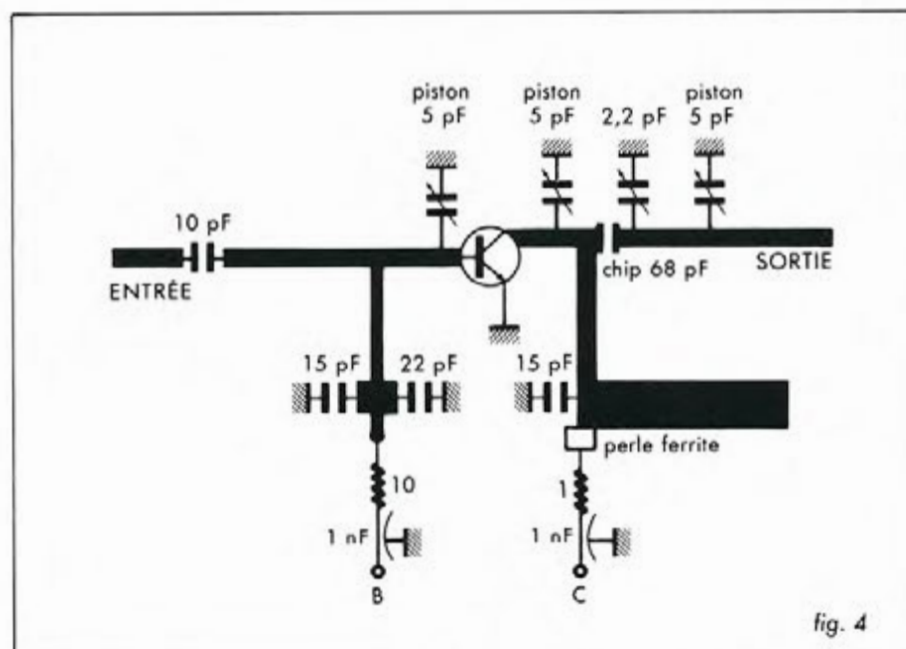 piston
5 pF
piston
5 pF
2,2 pF
piston
5 pF
10 pF
ENTRÉE
chip 68 pF
SORTIE
15 pF
22 pF
15 pF
perle ferrite
10
1
1 nF
1 nF
B
C
fig. 4